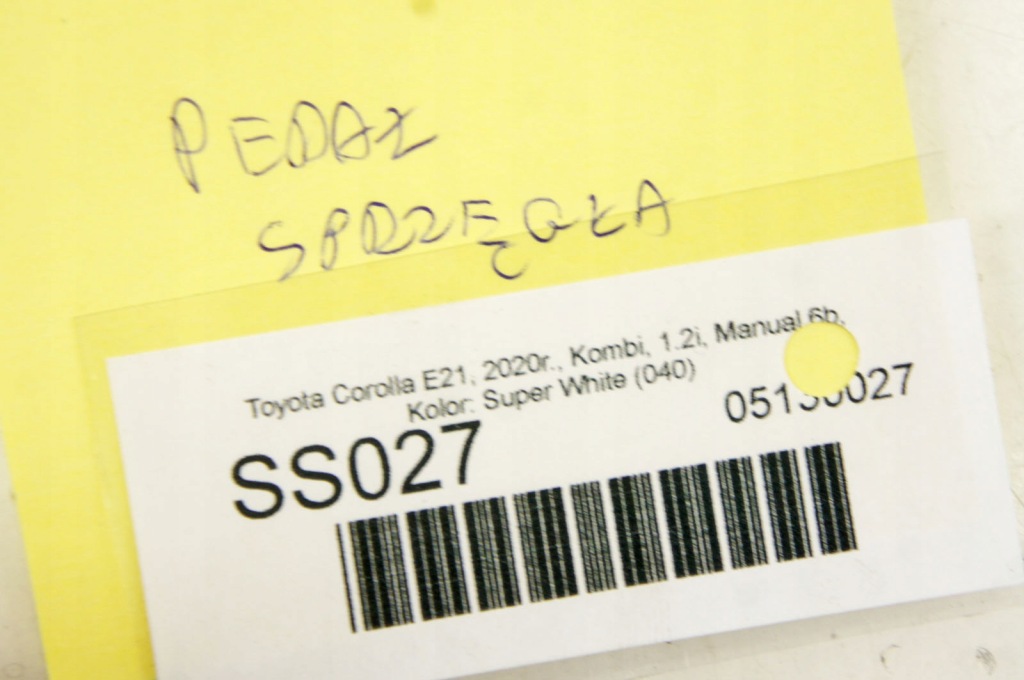 PEDAŁ
SPRZĘGŁA
Toyota Corolla E21, 2020r., Kombi, 1.2i, Manual 6b,
Kolor: Super White (040)
SS027